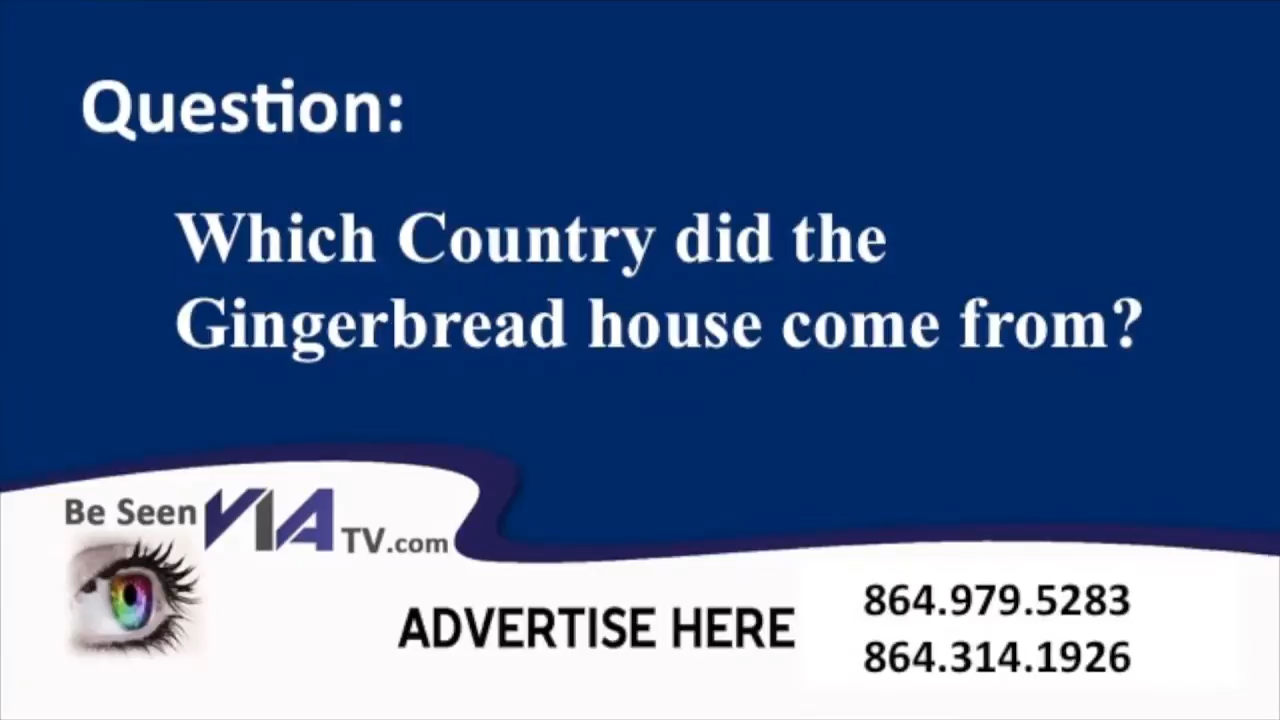 Question:
Which Country did the
Gingerbread house come from?
Be Seen VIA TV.com
ADVERTISE HERE
864.979.5283
864.314.1926